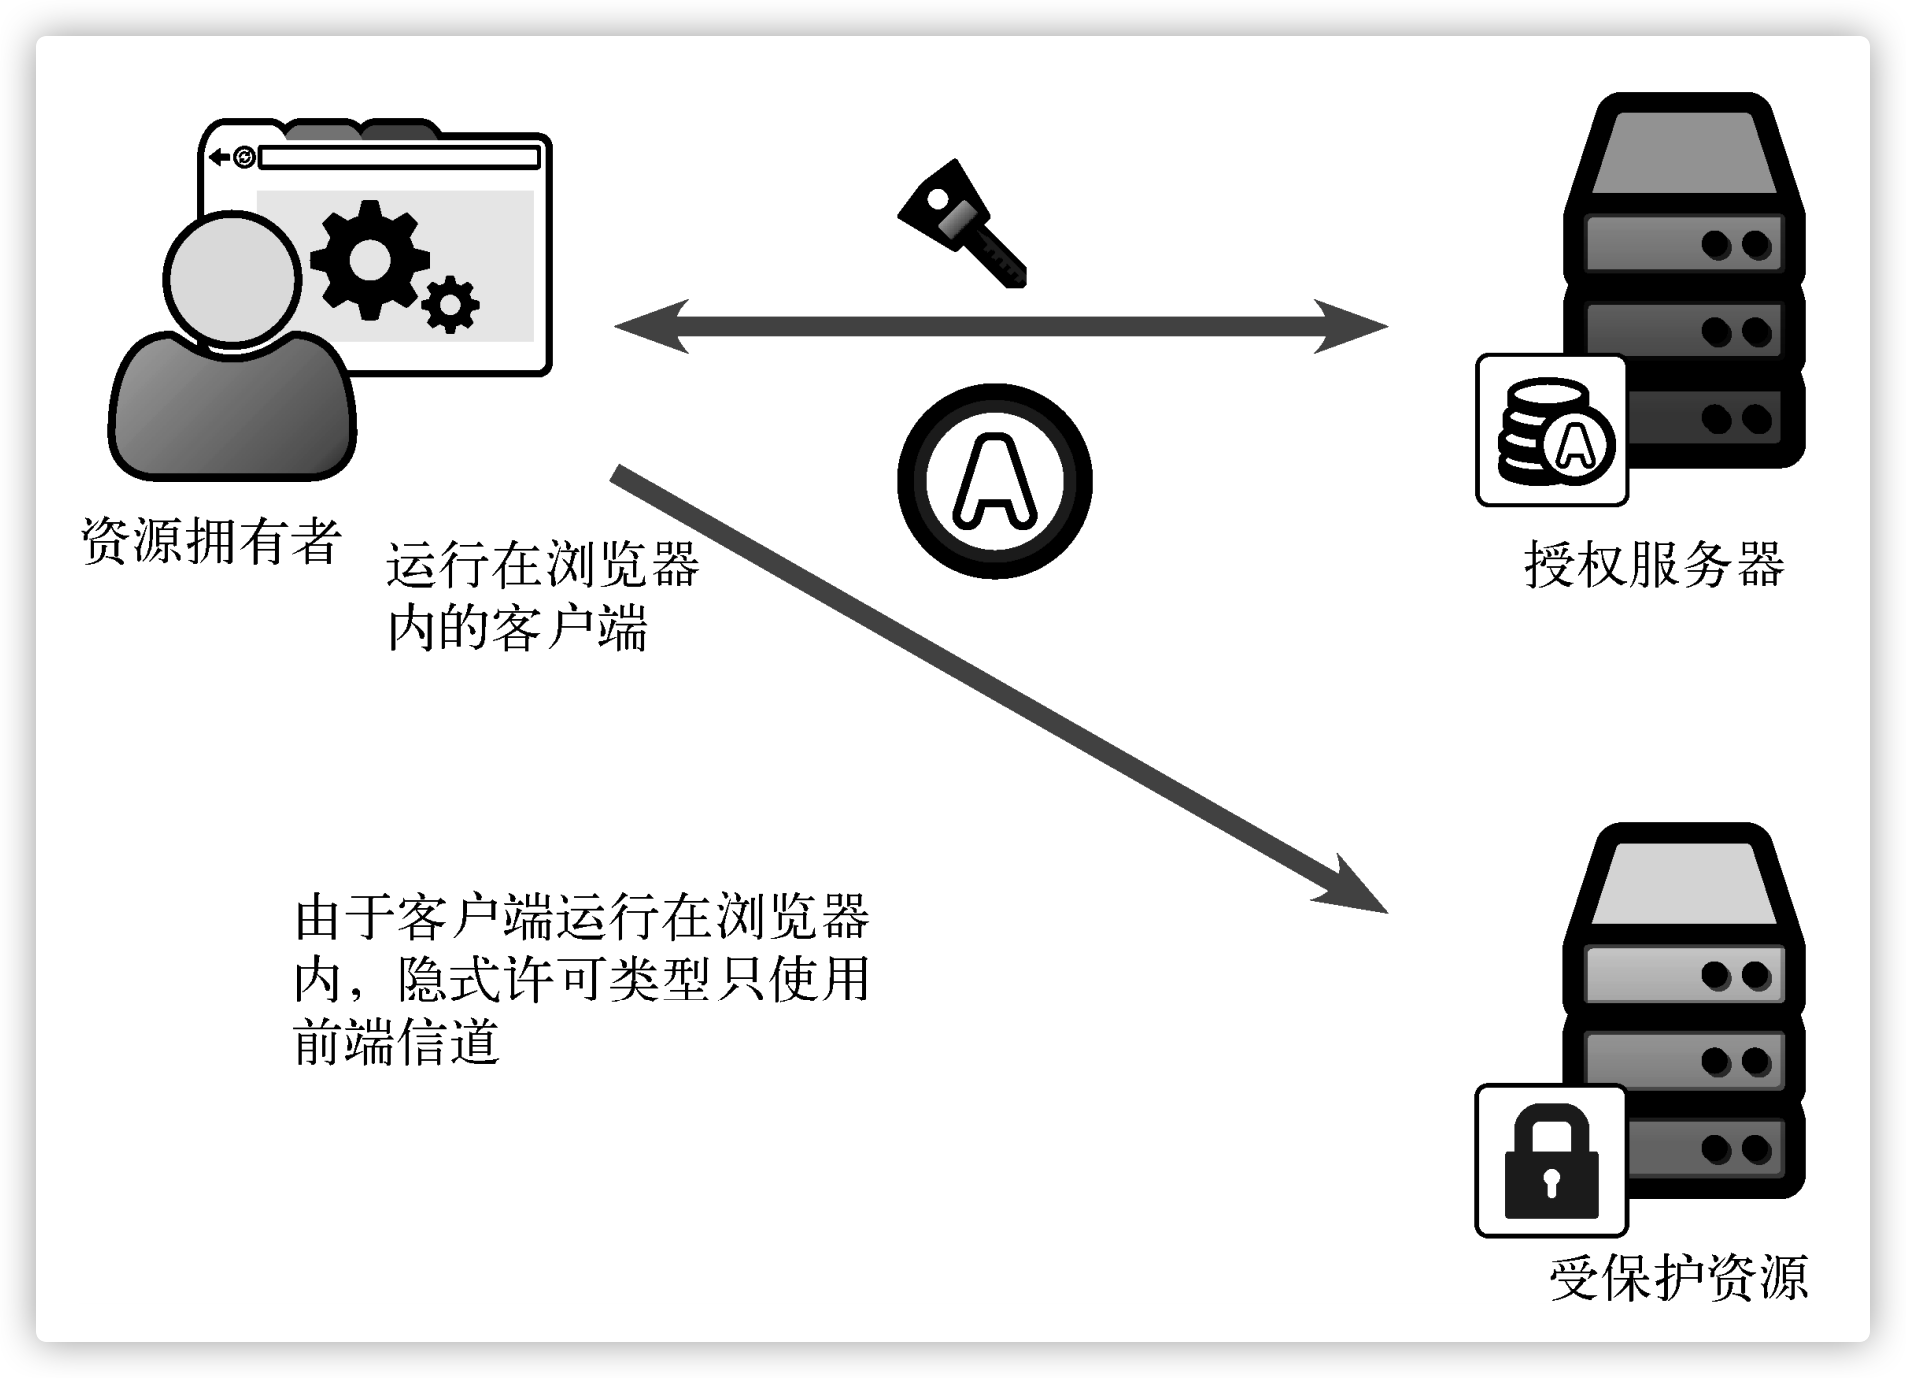 资源拥有者
运行在浏览器
内的客户端
授权服务器
由于客户端运行在浏览器
内，隐式许可类型只使用
前端信道
受保护资源